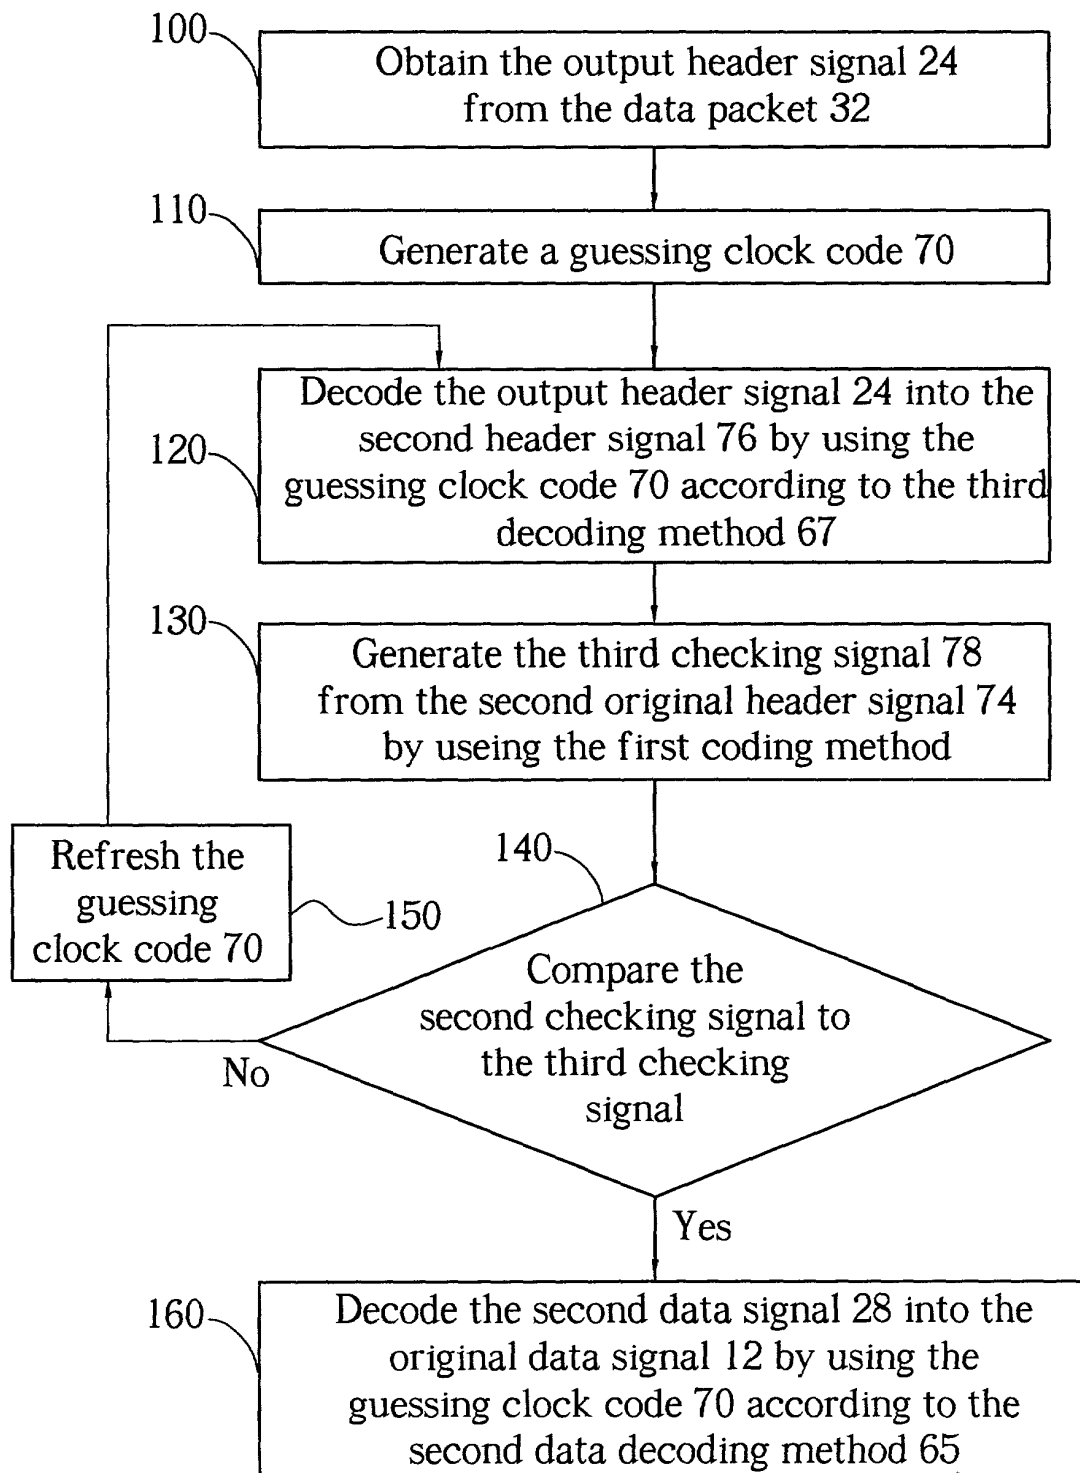 100
Obtain the output header signal 24
from the data packet 32
110
Generate a guessing clock code 70
120
Decode the output header signal 24 into the
second header signal 76 by using the
guessing clock code 70 according to the third
decoding method 67
130
Generate the third checking signal 78
from the second original header signal 74
by useing the first coding method
140
Compare the
second checking signal to
the third checking
signal
No
Refresh the
guessing
clock code 70
150
Yes
160
Decode the second data signal 28 into the
original data signal 12 by using the
guessing clock code 70 according to the
second data decoding method 65